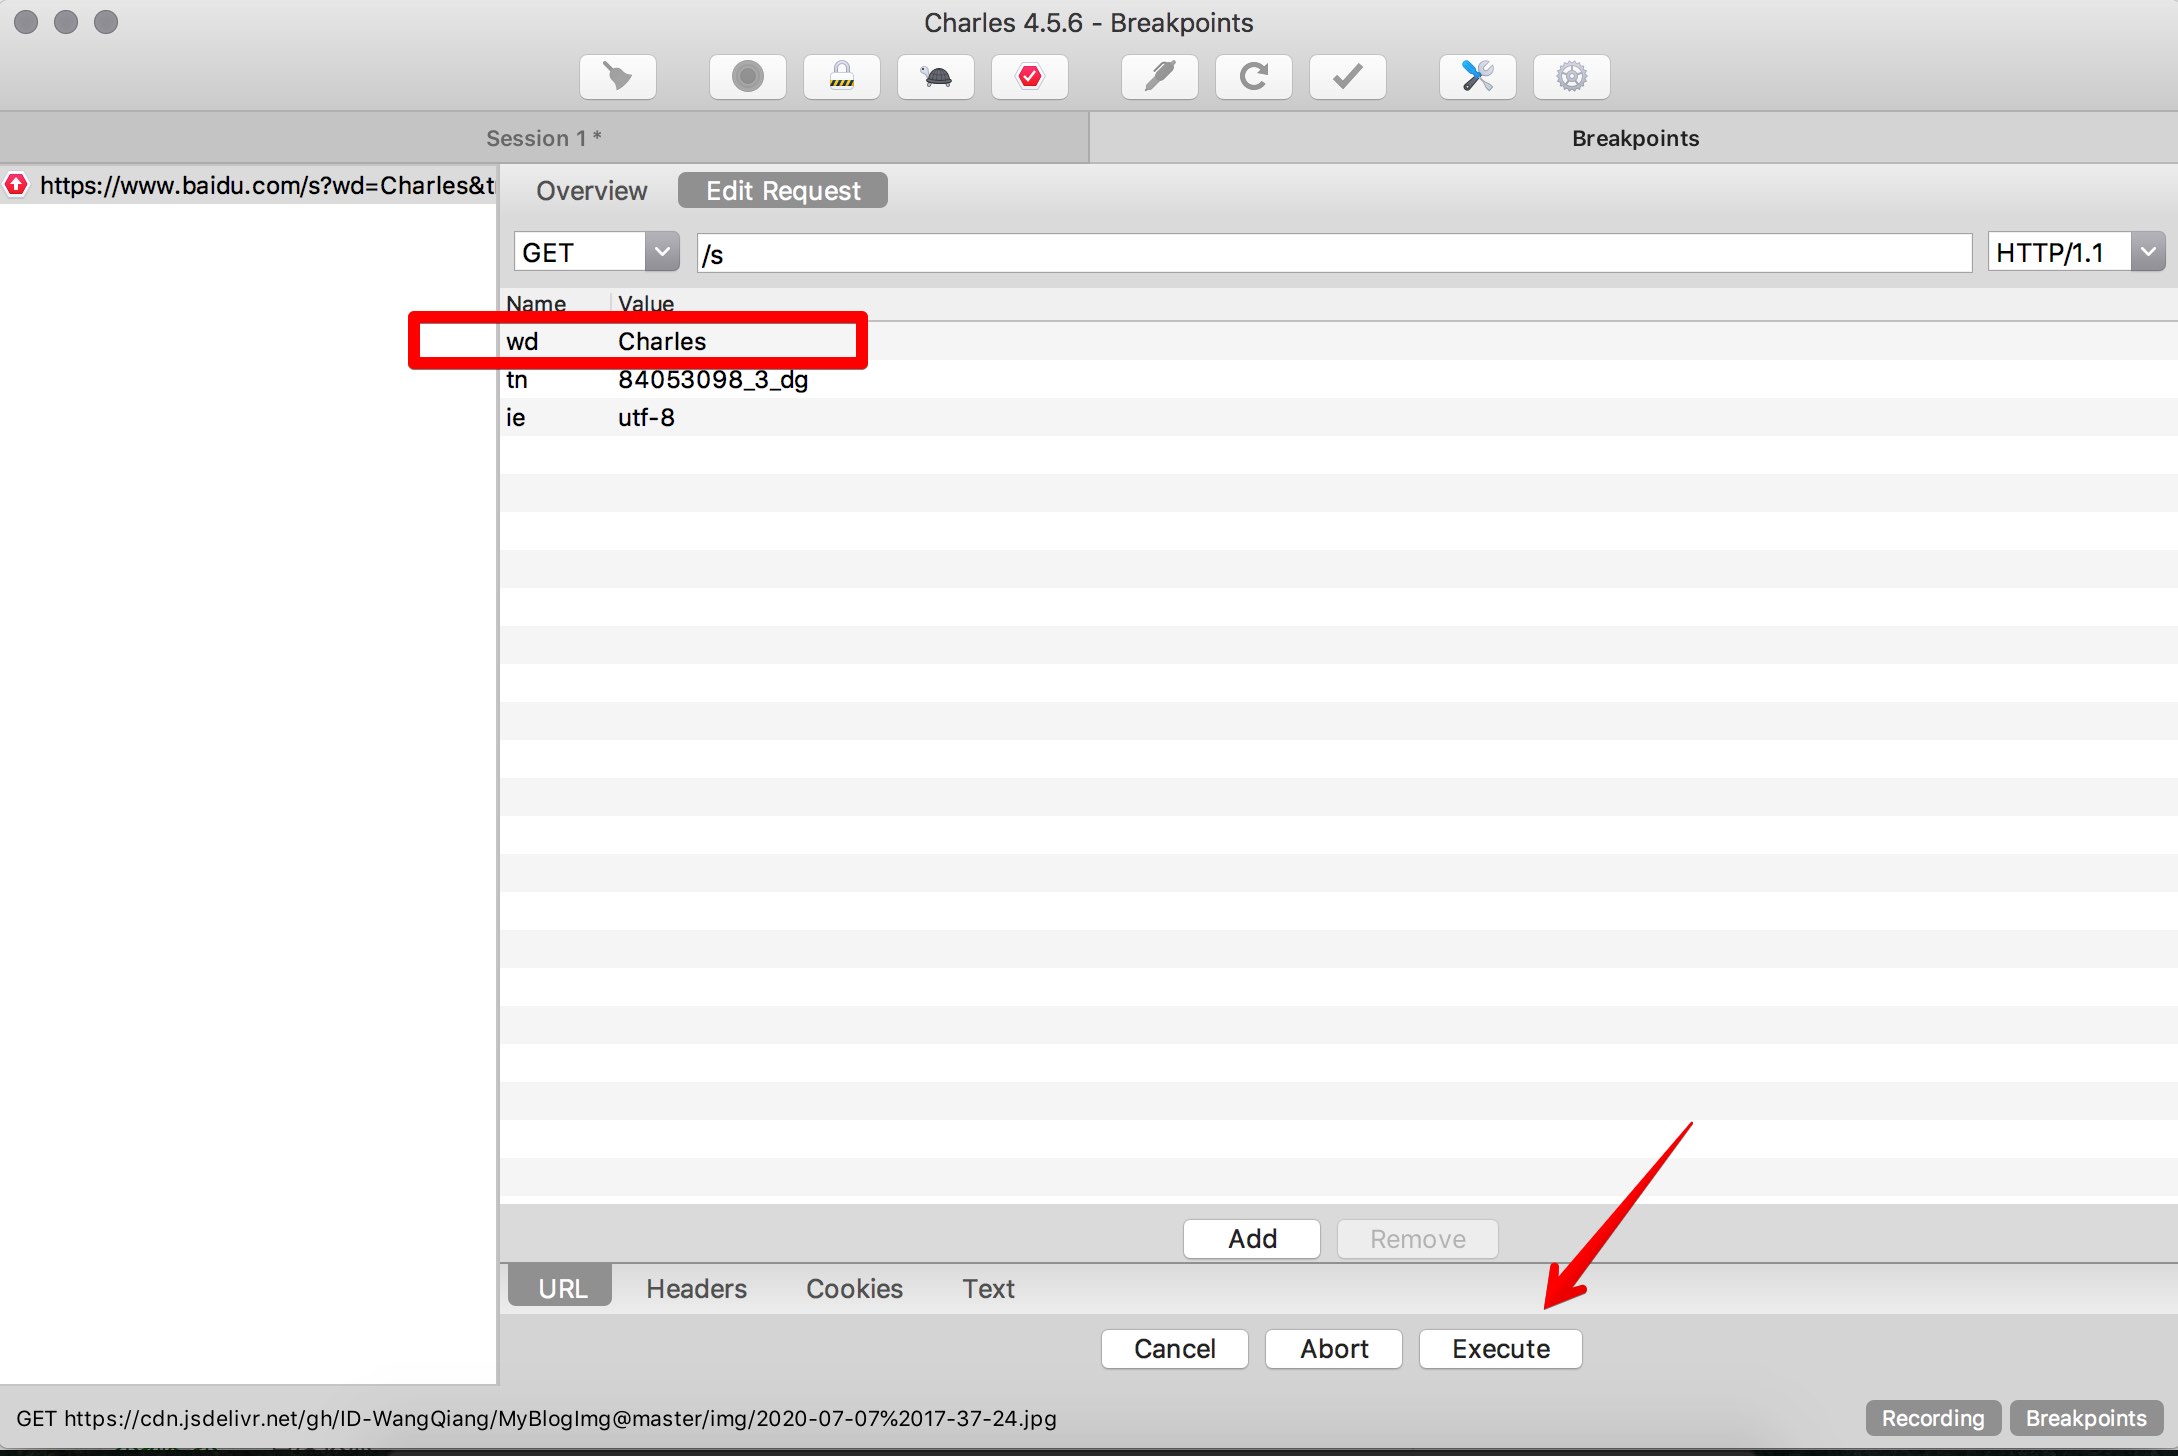 Charles 4.5.6 - Breakpoints
Session 1 *
Breakpoints
https://www.baidu.com/s?wd=Charles&t
Overview
Edit Request
GET
/s
HTTP/1.1
Name Value
wd Charles
tn 84053098_3_dg
ie utf-8
Add
Remove
URL
Headers
Cookies
Text
Cancel
Abort
Execute
GET https://cdn.jsdelivr.net/gh/ID-WangQiang/MyBlogImg@master/img/2020-07-07%2017-37-24.jpg
Recording
Breakpoints